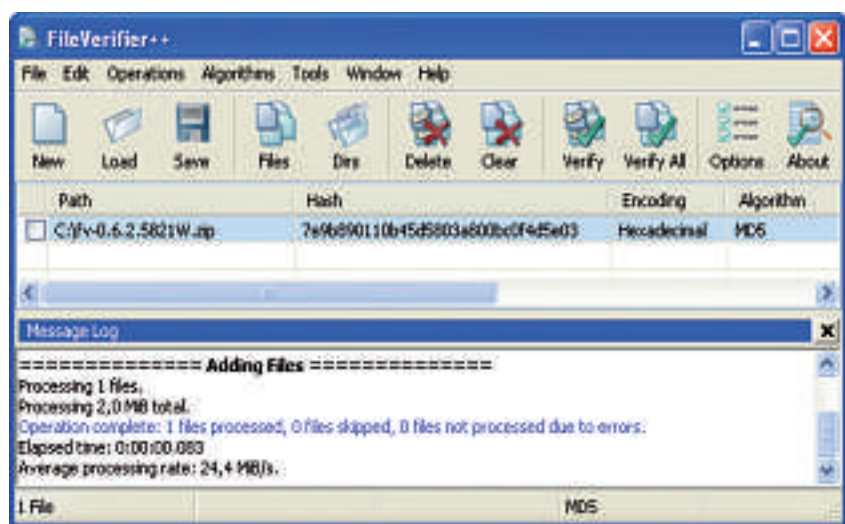 FileVerifier++
File Edit Operations Algorithms Tools Window Help
New Load Save Files Dirs Delete Clear Verify Verify All Options About
Path Hash Encoding Algorithm
C:\fv-0.6.2.5821W.zip 7e9b890110b45d5803a800bc0f4d5e03 Hexadecimal MD5
Message Log
============== Adding Files ==============
Processing 1 files.
Processing 2,0 MiB total.
Operation complete: 1 files processed, 0 files skipped, 0 files not processed due to errors.
Elapsed time: 0:00:00.083
Average processing rate: 24,4 MiB/s.
1 File MD5